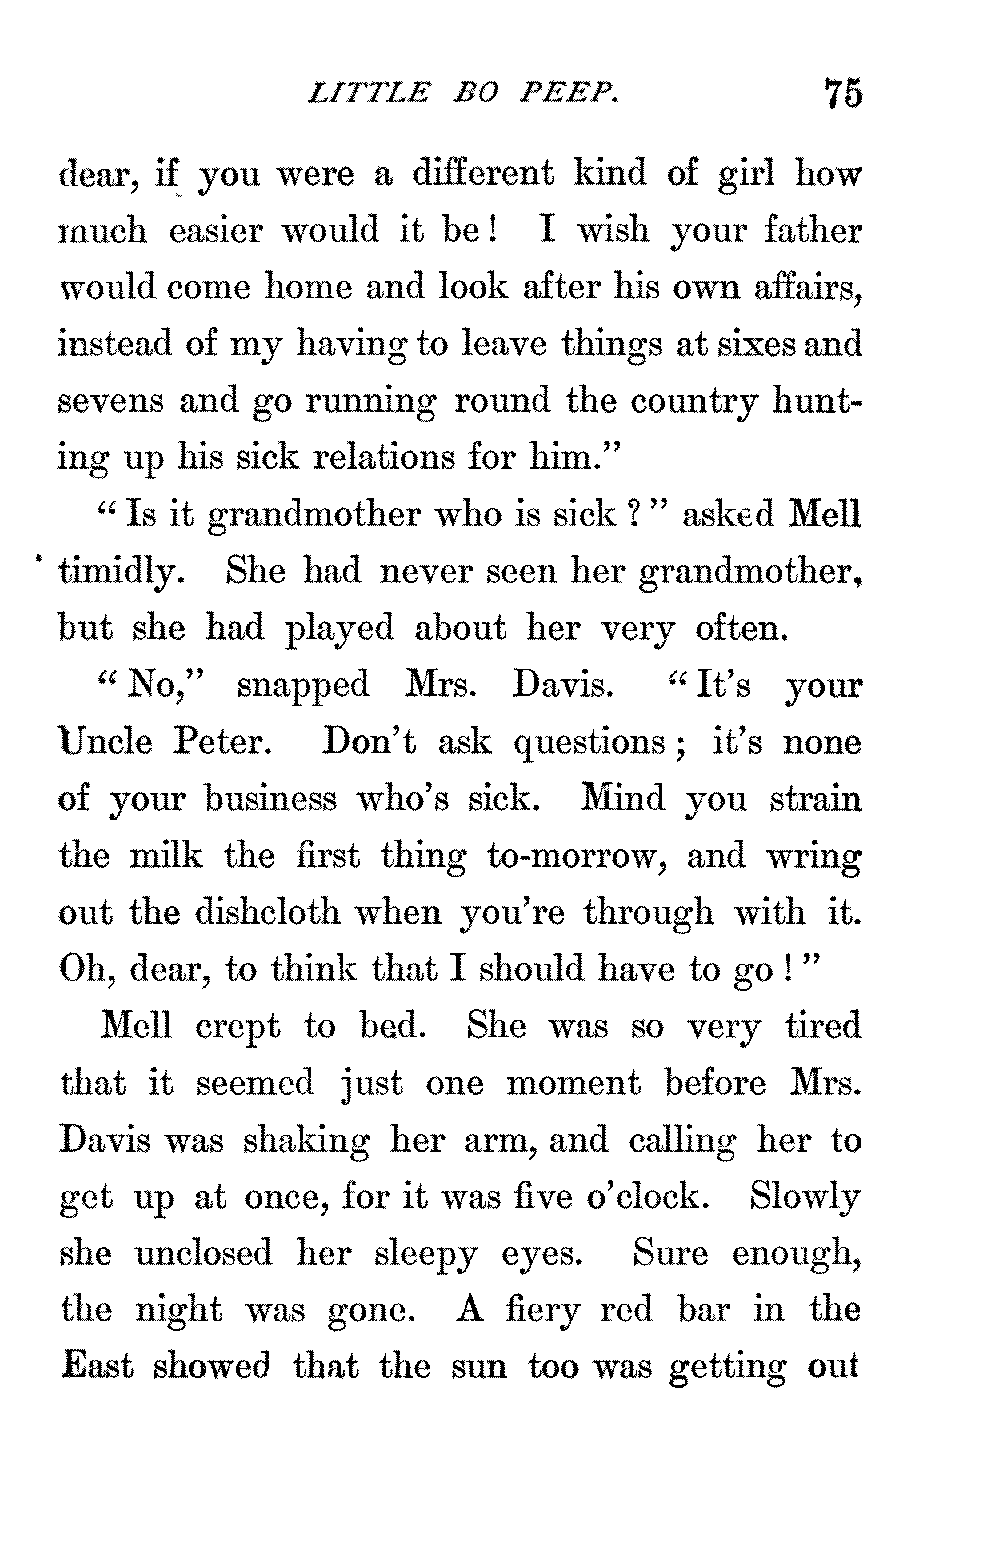 LITTLE BO PEEP. 75
dear, if you were a different kind of girl how
much easier would it be! I wish your father
would come home and look after his own affairs,
instead of my having to leave things at sixes and
sevens and go running round the country hunt-
ing up his sick relations for him.”
“Is it grandmother who is sick?” asked Mell
timidly. She had never seen her grandmother,
but she had played about her very often.
“No,” snapped Mrs. Davis. “It’s your
Uncle Peter. Don’t ask questions; it’s none
of your business who’s sick. Mind you strain
the milk the first thing to-morrow, and wring
out the dishcloth when you’re through with it.
Oh, dear, to think that I should have to go!”
Mell crept to bed. She was so very tired
that it seemed just one moment before Mrs.
Davis was shaking her arm, and calling her to
get up at once, for it was five o’clock. Slowly
she unclosed her sleepy eyes. Sure enough,
the night was gone. A fiery red bar in the
East showed that the sun too was getting out